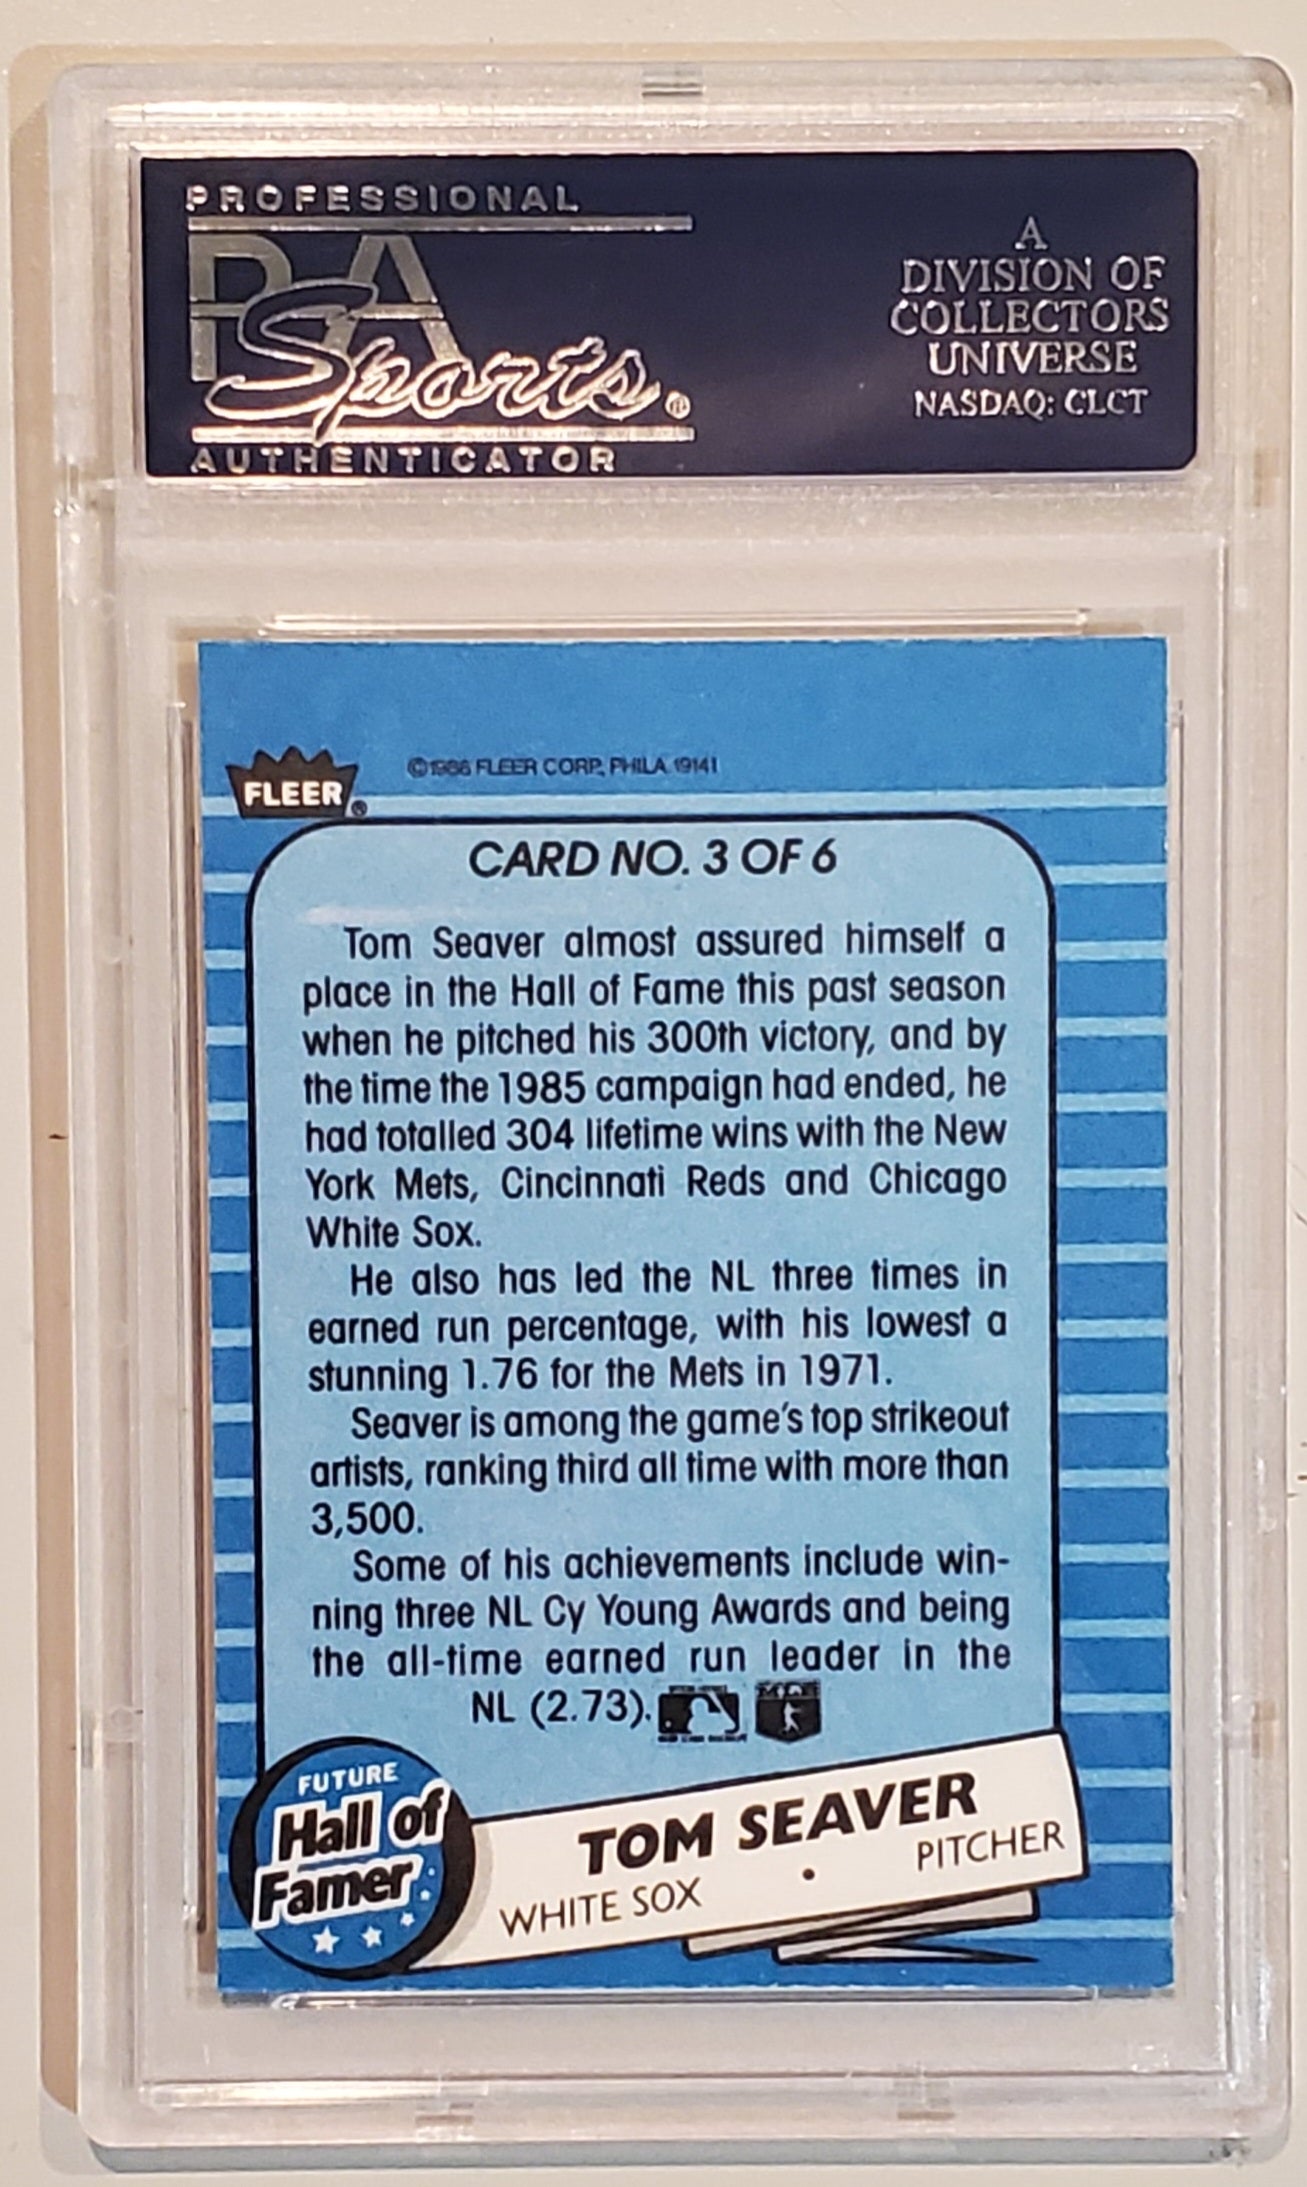 PROFESSIONAL
PSA
Sports®
AUTHENTICATOR
A
DIVISION OF
COLLECTORS
UNIVERSE
NASDAQ: CLCT
FLEER®
©1986 FLEER CORP. PHILA 19141
CARD NO. 3 OF 6
Tom Seaver almost assured himself a
place in the Hall of Fame this past season
when he pitched his 300th victory, and by
the time the 1985 campaign had ended, he
had totalled 304 lifetime wins with the New
York Mets, Cincinnati Reds and Chicago
White Sox.
He also has led the NL three times in
earned run percentage, with his lowest a
stunning 1.76 for the Mets in 1971.
Seaver is among the game's top strikeout
artists, ranking third all time with more than
3,500.
Some of his achievements include win-
ning three NL Cy Young Awards and being
the all-time earned run leader in the
NL (2.73).
FUTURE
Hall of
Famer
TOM SEAVER
WHITE SOX • PITCHER